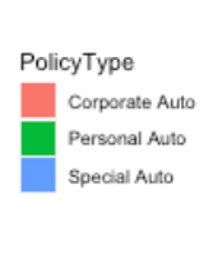 PolicyType
Corporate Auto
Personal Auto
Special Auto